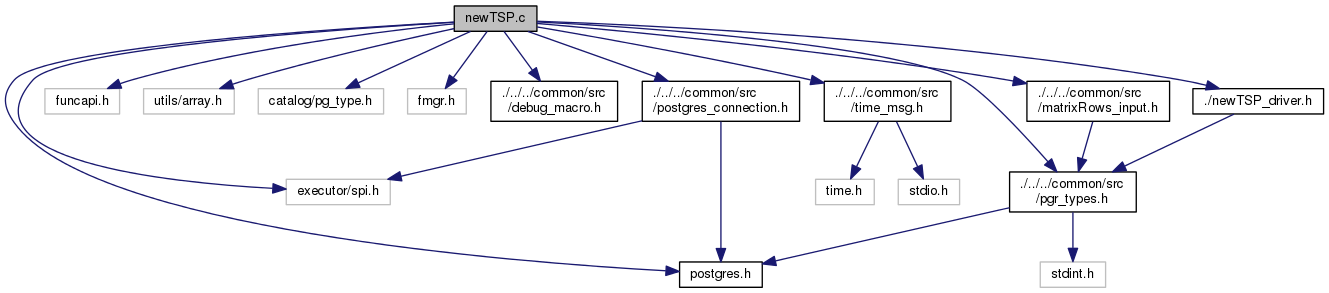 newTSP.c
funcapi.h
utils/array.h
catalog/pg_type.h
fmgr.h
./../../common/src
/debug_macro.h
./../../common/src
/postgres_connection.h
./../../common/src
/time_msg.h
./../../common/src
/matrixRows_input.h
./newTSP_driver.h
executor/spi.h
time.h
stdio.h
./../../common/src
/pgr_types.h
postgres.h
stdint.h